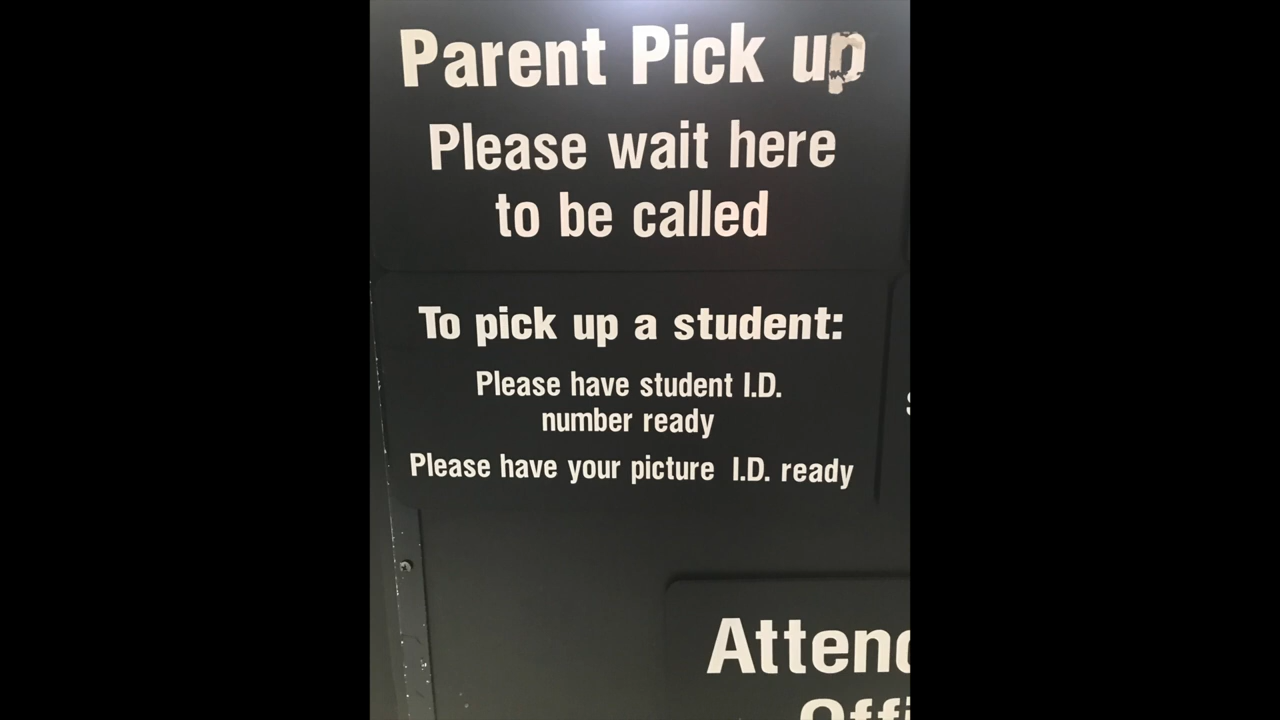 Parent Pick up
Please wait here
to be called
To pick up a student:
Please have student I.D.
number ready
Please have your picture I.D. ready